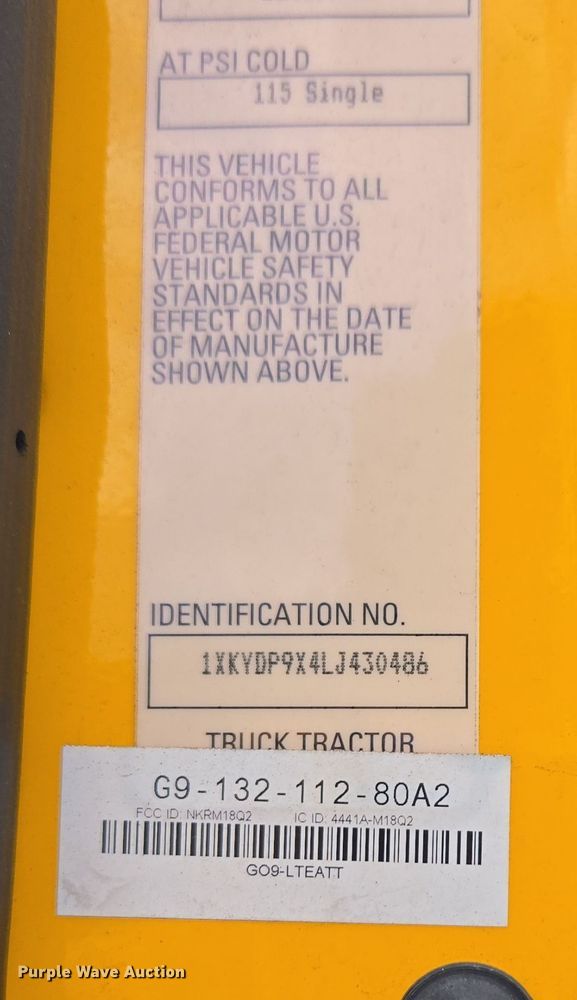 AT PSI COLD
115 Single
THIS VEHICLE
CONFORMS TO ALL
APPLICABLE U.S.
FEDERAL MOTOR
VEHICLE SAFETY
STANDARDS IN
EFFECT ON THE DATE
OF MANUFACTURE
SHOWN ABOVE.
IDENTIFICATION NO.
1XKYDP9X4LJ430486
TRUCK TRACTOR
G9-132-112-80A2
FCC ID: NKRM18Q2 IC ID: 4441A-M18Q2
GO9-LTEATT
Purple Wave Auction